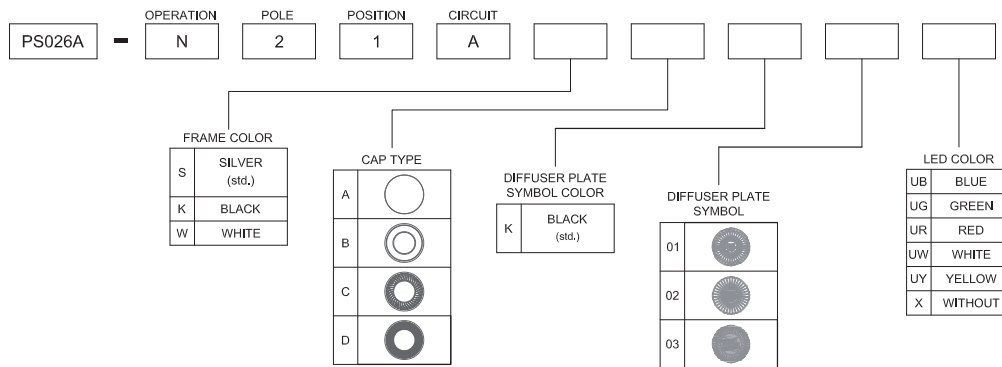 OPERATION POLE POSITION CIRCUIT
PS026A - N 2 1 A
FRAME COLOR
S SILVER
(std.)
K BLACK
W WHITE
CAP TYPE
A
B
C
D
DIFFUSER PLATE
SYMBOL COLOR
K BLACK
(std.)
DIFFUSER PLATE
SYMBOL
01
02
03
LED COLOR
UB BLUE
UG GREEN
UR RED
UW WHITE
UY YELLOW
X WITHOUT